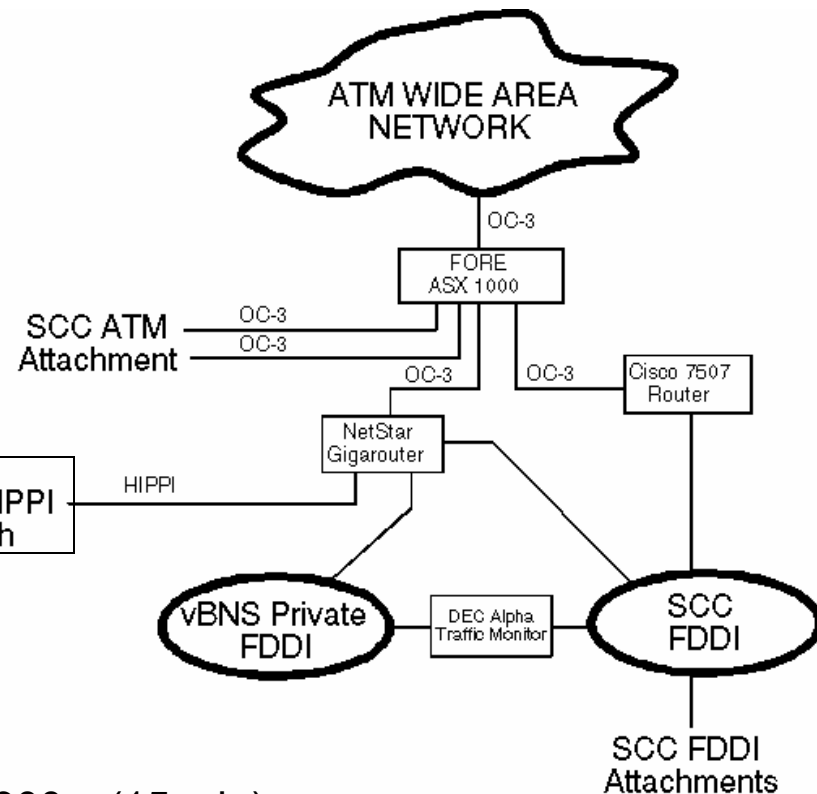 ATM WIDE AREA
NETWORK
OC-3
FORE
ASX 1000
OC-3
SCC ATM
Attachment
OC-3
OC-3
OC-3
Cisco 7507
Router
NetStar
Gigarouter
HIPPI
vBNS Private
FDDI
DEC Alpha
Traffic Monitor
SCC
FDDI
SCC FDDI
Attachments